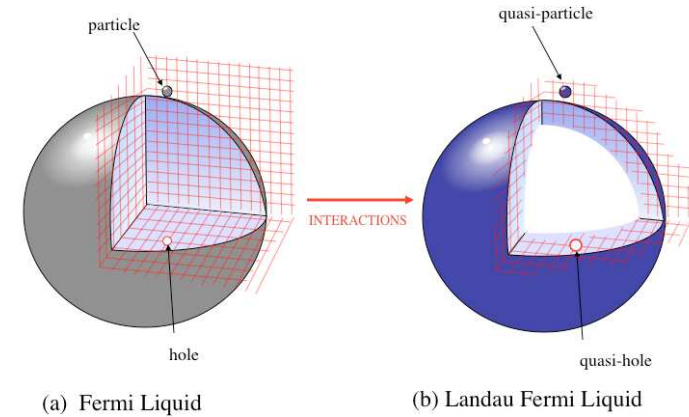 particle
quasi-particle
INTERACTIONS
hole
quasi-hole
(a) Fermi Liquid
(b) Landau Fermi Liquid